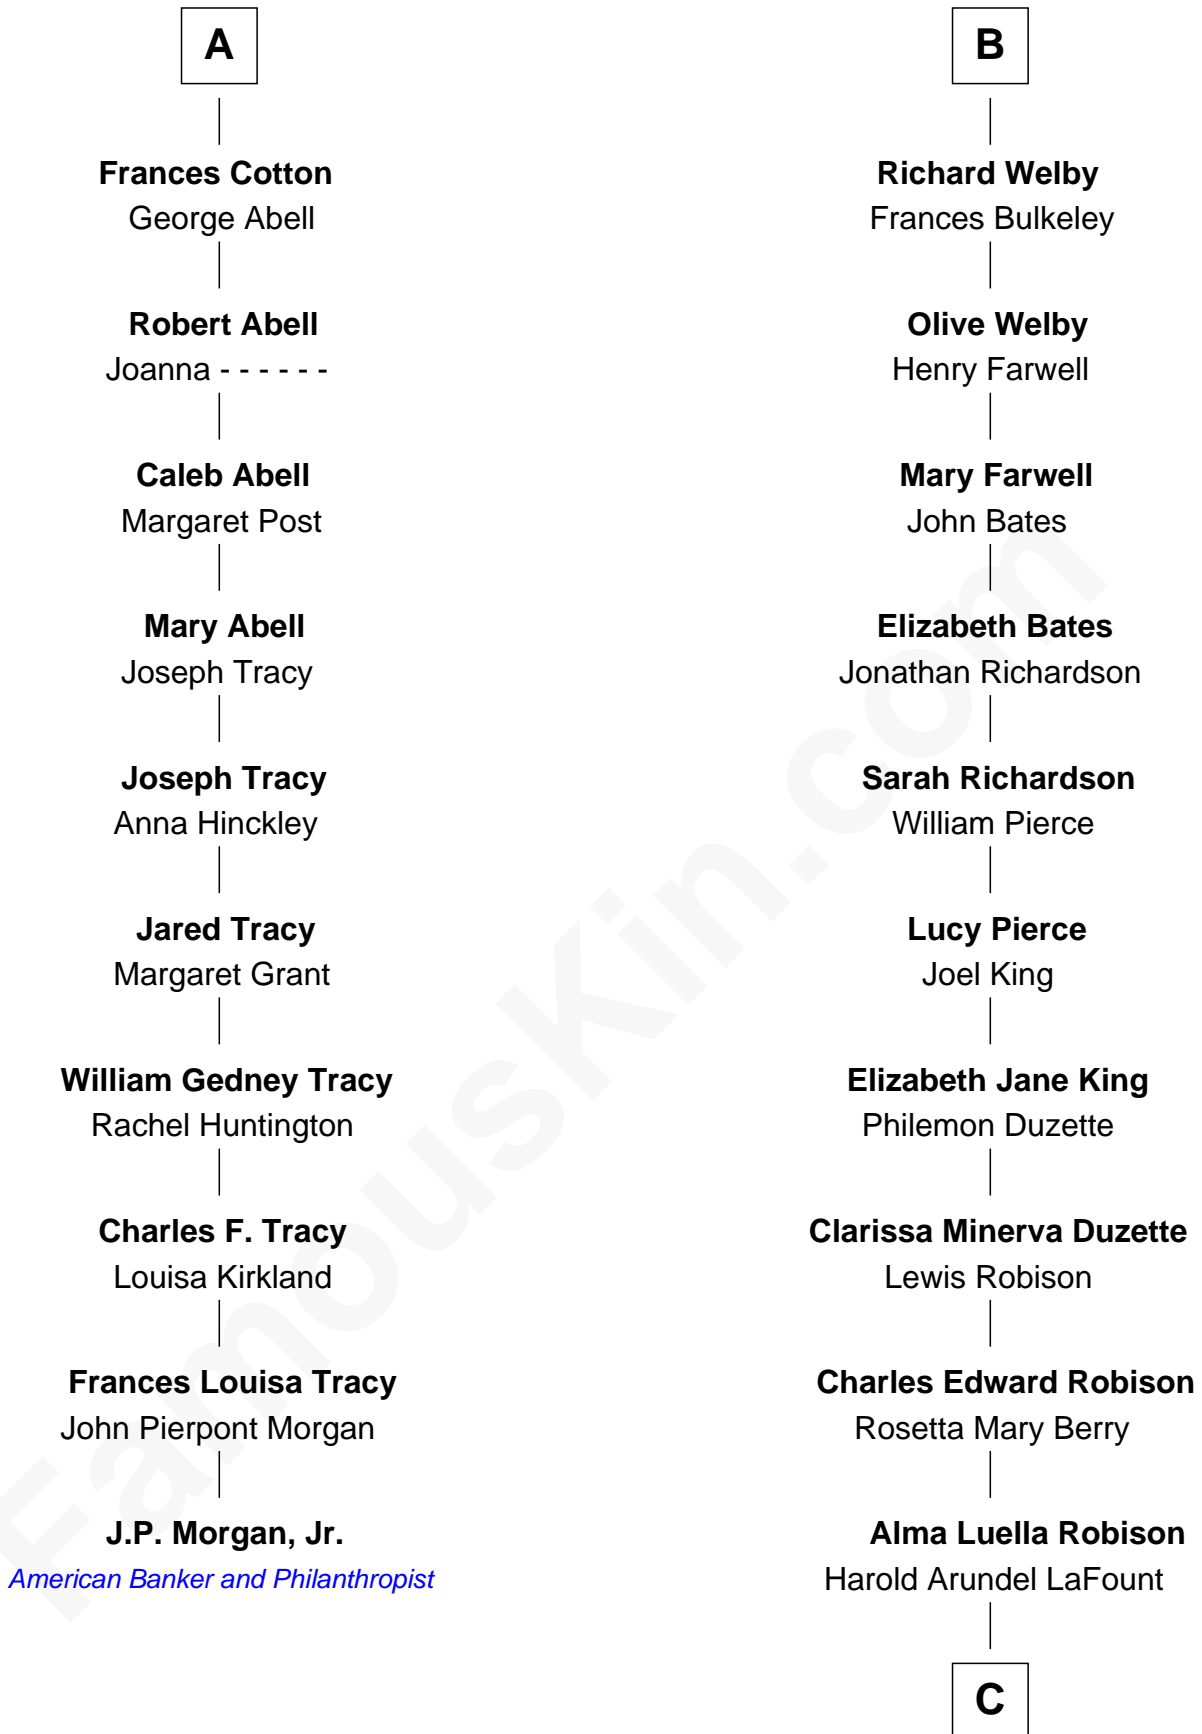 A
Frances Cotton
George Abell
Robert Abell
Joanna - - - - - -
Caleb Abell
Margaret Post
Mary Abell
Joseph Tracy
Joseph Tracy
Anna Hinckley
Jared Tracy
Margaret Grant
William Gedney Tracy
Rachel Huntington
Charles F. Tracy
Louisa Kirkland
Frances Louisa Tracy
John Pierpont Morgan
J.P. Morgan, Jr.
American Banker and Philanthropist
B
Richard Welby
Frances Bulkeley
Olive Welby
Henry Farwell
Mary Farwell
John Bates
Elizabeth Bates
Jonathan Richardson
Sarah Richardson
William Pierce
Lucy Pierce
Joel King
Elizabeth Jane King
Philemon Duzette
Clarissa Minerva Duzette
Lewis Robison
Charles Edward Robison
Rosetta Mary Berry
Alma Luella Robison
Harold Arundel LaFount
C
FamousKin.com